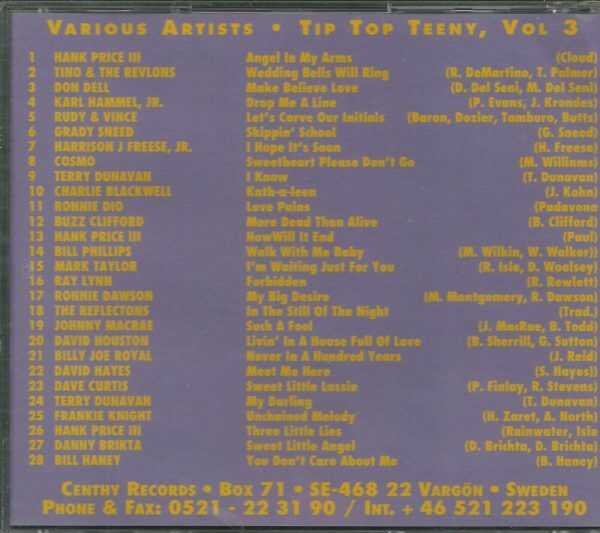 Various Artists • Tip Top Teeny, Vol 3
1 HANK PRICE III Angel In My Arms (Cloud)
2 TINO & THE REVLONS Wedding Bells Will Ring (R. DeMartino, T. Palmer)
3 DON DELL Make Believe Love (D. Del Seni, M. Del Seni)
4 KARL HAMMEL, JR. Drop Me A Line (P. Evans, J. Krondes)
5 RUDY & VINCE Let's Carve Our Initials (Baron, Dozier, Tamburo, Butts)
6 GRADY SNEED Skippin' School (G. Sneed)
7 HARRISON J FREESE, JR. I Hope It's Soon (H. Freese)
8 COSMO Sweetheart Please Don't Go (M. Willinms)
9 TERRY DUNAVAN I Know (T. Dunavan)
10 CHARLIE BLACKWELL Kath-a-leen (J. Kohn)
11 RONNIE DIO Love Pains (Padavona
12 BUZZ CLIFFORD More Dead Than Alive (B. Clifford)
13 HANK PRICE III HowWill It End (Paul)
14 BILL PHILLIPS Walk With Me Baby (M. Wilkin, W. Walker))
15 MARK TAYLOR I'm Waiting Just For You (R. Isle, D. Woolsey)
16 RAY LYNN Forbidden (R. Rewlett)
17 RONNIE DAWSON My Big Desire (M. Montgomery, R. Dawson)
18 THE REFLECTONS In The Still Of The Night (Trad.)
19 JOHNNY MACRAE Such A Fool (J. MacRae, B. Todd)
20 DAVID HOUSTON Livin' In A House Full Of Love (B. Sherrill, G. Sutton)
21 BILLY JOE ROYAL Never In A Hundred Years (J. Reid)
22 DAVID HAYES Meet Me Here (S. Hayes))
23 DAVE CURTIS Sweet Little Lassie (P. Finlay, R. Stevens)
24 TERRY DUNAVAN My Darling (T. Dunavan)
25 FRANKIE KNIGHT Unchained Melody (H. Zaret, A. North)
26 HANK PRICE III Three Little Lies (Rainwater, Isle
27 DANNY BRIKTA Sweet Little Angel (D. Brichta, D. Brichta)
28 BILL HANEY You Don't Care About Me (B. Haney)
Centhy Records • Box 71 • SE-468 22 Vargön • Sweden
Phone & Fax: 0521 - 22 31 90 / Int. + 46 521 223 190